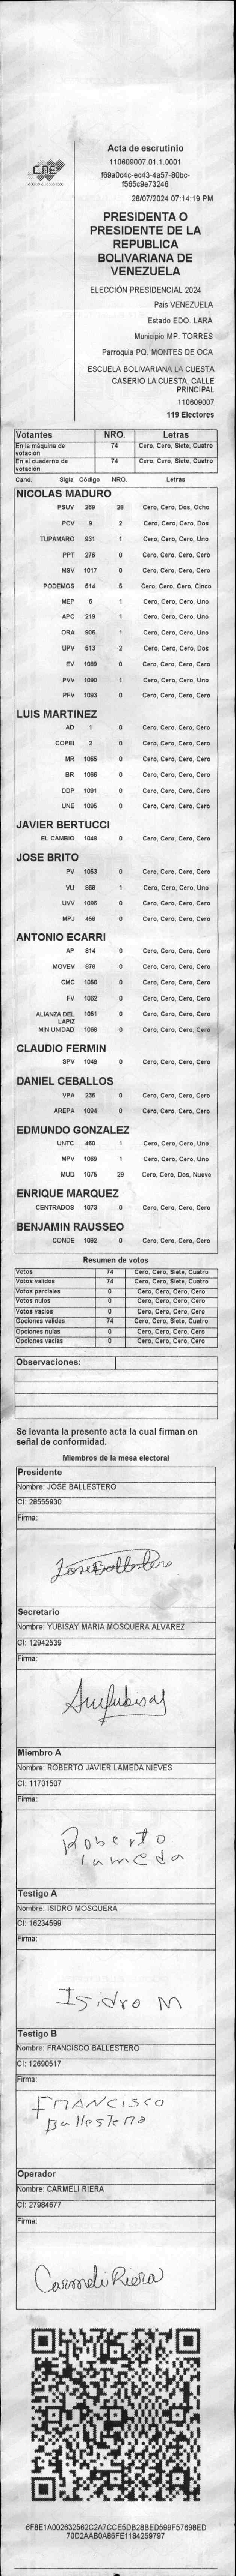 CNE
Acta de escrutinio
110609007.01.1.0001
f69a0c4c-ec43-4a57-80bc-
f565c9e73246
28/07/2024 07:14:19 PM
PRESIDENTA O
PRESIDENTE DE LA
REPUBLICA
BOLIVARIANA DE
VENEZUELA
ELECCIÓN PRESIDENCIAL 2024
Pais VENEZUELA
Estado EDO. LARA
Municipio MP. TORRES
Parroquia PQ. MONTES DE OCA
ESCUELA BOLIVARIANA LA CUESTA
CASERIO LA CUESTA. CALLE
PRINCIPAL
110609007
119 Electores
Votantes NRO. Letras
En la máquina de votación 74 Cero, Cero, Siete, Cuatro
En el cuaderno de votación 74 Cero, Cero, Siete, Cuatro
Cand. Sigla Código NRO. Letras
NICOLAS MADURO
PSUV 269 28 Cero, Cero, Dos, Ocho
PCV 9 2 Cero, Cero, Cero, Dos
TUPAMARO 931 1 Cero, Cero, Cero, Uno
PPT 276 0 Cero, Cero, Cero, Cero
MSV 1017 0 Cero, Cero, Cero, Cero
PODEMOS 514 5 Cero, Cero, Cero, Cinco
MEP 6 1 Cero, Cero, Cero, Uno
APC 219 1 Cero, Cero, Cero, Uno
ORA 906 1 Cero, Cero, Cero, Uno
UPV 513 2 Cero, Cero, Cero, Dos
EV 1089 0 Cero, Cero, Cero, Cero
PVV 1090 1 Cero, Cero, Cero, Uno
PFV 1093 0 Cero, Cero, Cero, Cero
LUIS MARTINEZ
AD 1 0 Cero, Cero, Cero, Cero
COPEI 2 0 Cero, Cero, Cero, Cero
MR 1065 0 Cero, Cero, Cero, Cero
BR 1066 0 Cero, Cero, Cero, Cero
DDP 1091 0 Cero, Cero, Cero, Cero
UNE 1095 0 Cero, Cero, Cero, Cero
JAVIER BERTUCCI
EL CAMBIO 1048 0 Cero, Cero, Cero, Cero
JOSE BRITO
PV 1053 0 Cero, Cero, Cero, Cero
VU 868 1 Cero, Cero, Cero, Uno
UVV 1096 0 Cero, Cero, Cero, Cero
MPJ 458 0 Cero, Cero, Cero, Cero
ANTONIO ECARRI
AP 814 0 Cero, Cero, Cero, Cero
MOVEV 878 0 Cero, Cero, Cero, Cero
CMC 1050 0 Cero, Cero, Cero, Cero
FV 1062 0 Cero, Cero, Cero, Cero
ALIANZA DEL LAPIZ 1051 0 Cero, Cero, Cero, Cero
MIN UNIDAD 1068 0 Cero, Cero, Cero, Cero
CLAUDIO FERMIN
SPV 1049 0 Cero, Cero, Cero, Cero
DANIEL CEBALLOS
VPA 236 0 Cero, Cero, Cero, Cero
AREPA 1094 0 Cero, Cero, Cero, Cero
EDMUNDO GONZALEZ
UNTC 460 1 Cero, Cero, Cero, Uno
MPV 1069 1 Cero, Cero, Cero, Uno
MUD 1076 29 Cero, Cero, Dos, Nueve
ENRIQUE MARQUEZ
CENTRADOS 1073 0 Cero, Cero, Cero, Cero
BENJAMIN RAUSSEO
CONDE 1092 0 Cero, Cero, Cero, Cero
Resumen de votos
Votos 74 Cero, Cero, Siete, Cuatro
Votos validos 74 Cero, Cero, Siete, Cuatro
Votos parciales 0 Cero, Cero, Cero, Cero
Votos nulos 0 Cero, Cero, Cero, Cero
Votos vacios 0 Cero, Cero, Cero, Cero
Opciones validas 74 Cero, Cero, Siete, Cuatro
Opciones nulas 0 Cero, Cero, Cero, Cero
Opciones vacias 0 Cero, Cero, Cero, Cero
Observaciones:
Se levanta la presente acta la cual firman en
señal de conformidad.
Miembros de la mesa electoral
Presidente
Nombre: JOSE BALLESTERO
CI: 28555930
Firma:
Jose Ballestero
Secretario
Nombre: YUBISAY MARIA MOSQUERA ALVAREZ
CI: 12942539
Firma:
Miembro A
Nombre: ROBERTO JAVIER LAMEDA NIEVES
CI: 11701507
Firma:
Roberto
lameda
Testigo A
Nombre: ISIDRO MOSQUERA
CI: 16234599
Firma:
Isidro M
Testigo B
Nombre: FRANCISCO BALLESTERO
CI: 12690517
Firma:
FRANCISCO
Ballestero
Operador
Nombre: CARMELI RIERA
CI: 27984677
Firma:
Carmeli Riera
6F8E1A002632562C2A7CCE5DB28BED599F57698ED
70D2AAB0A86FE1184259797